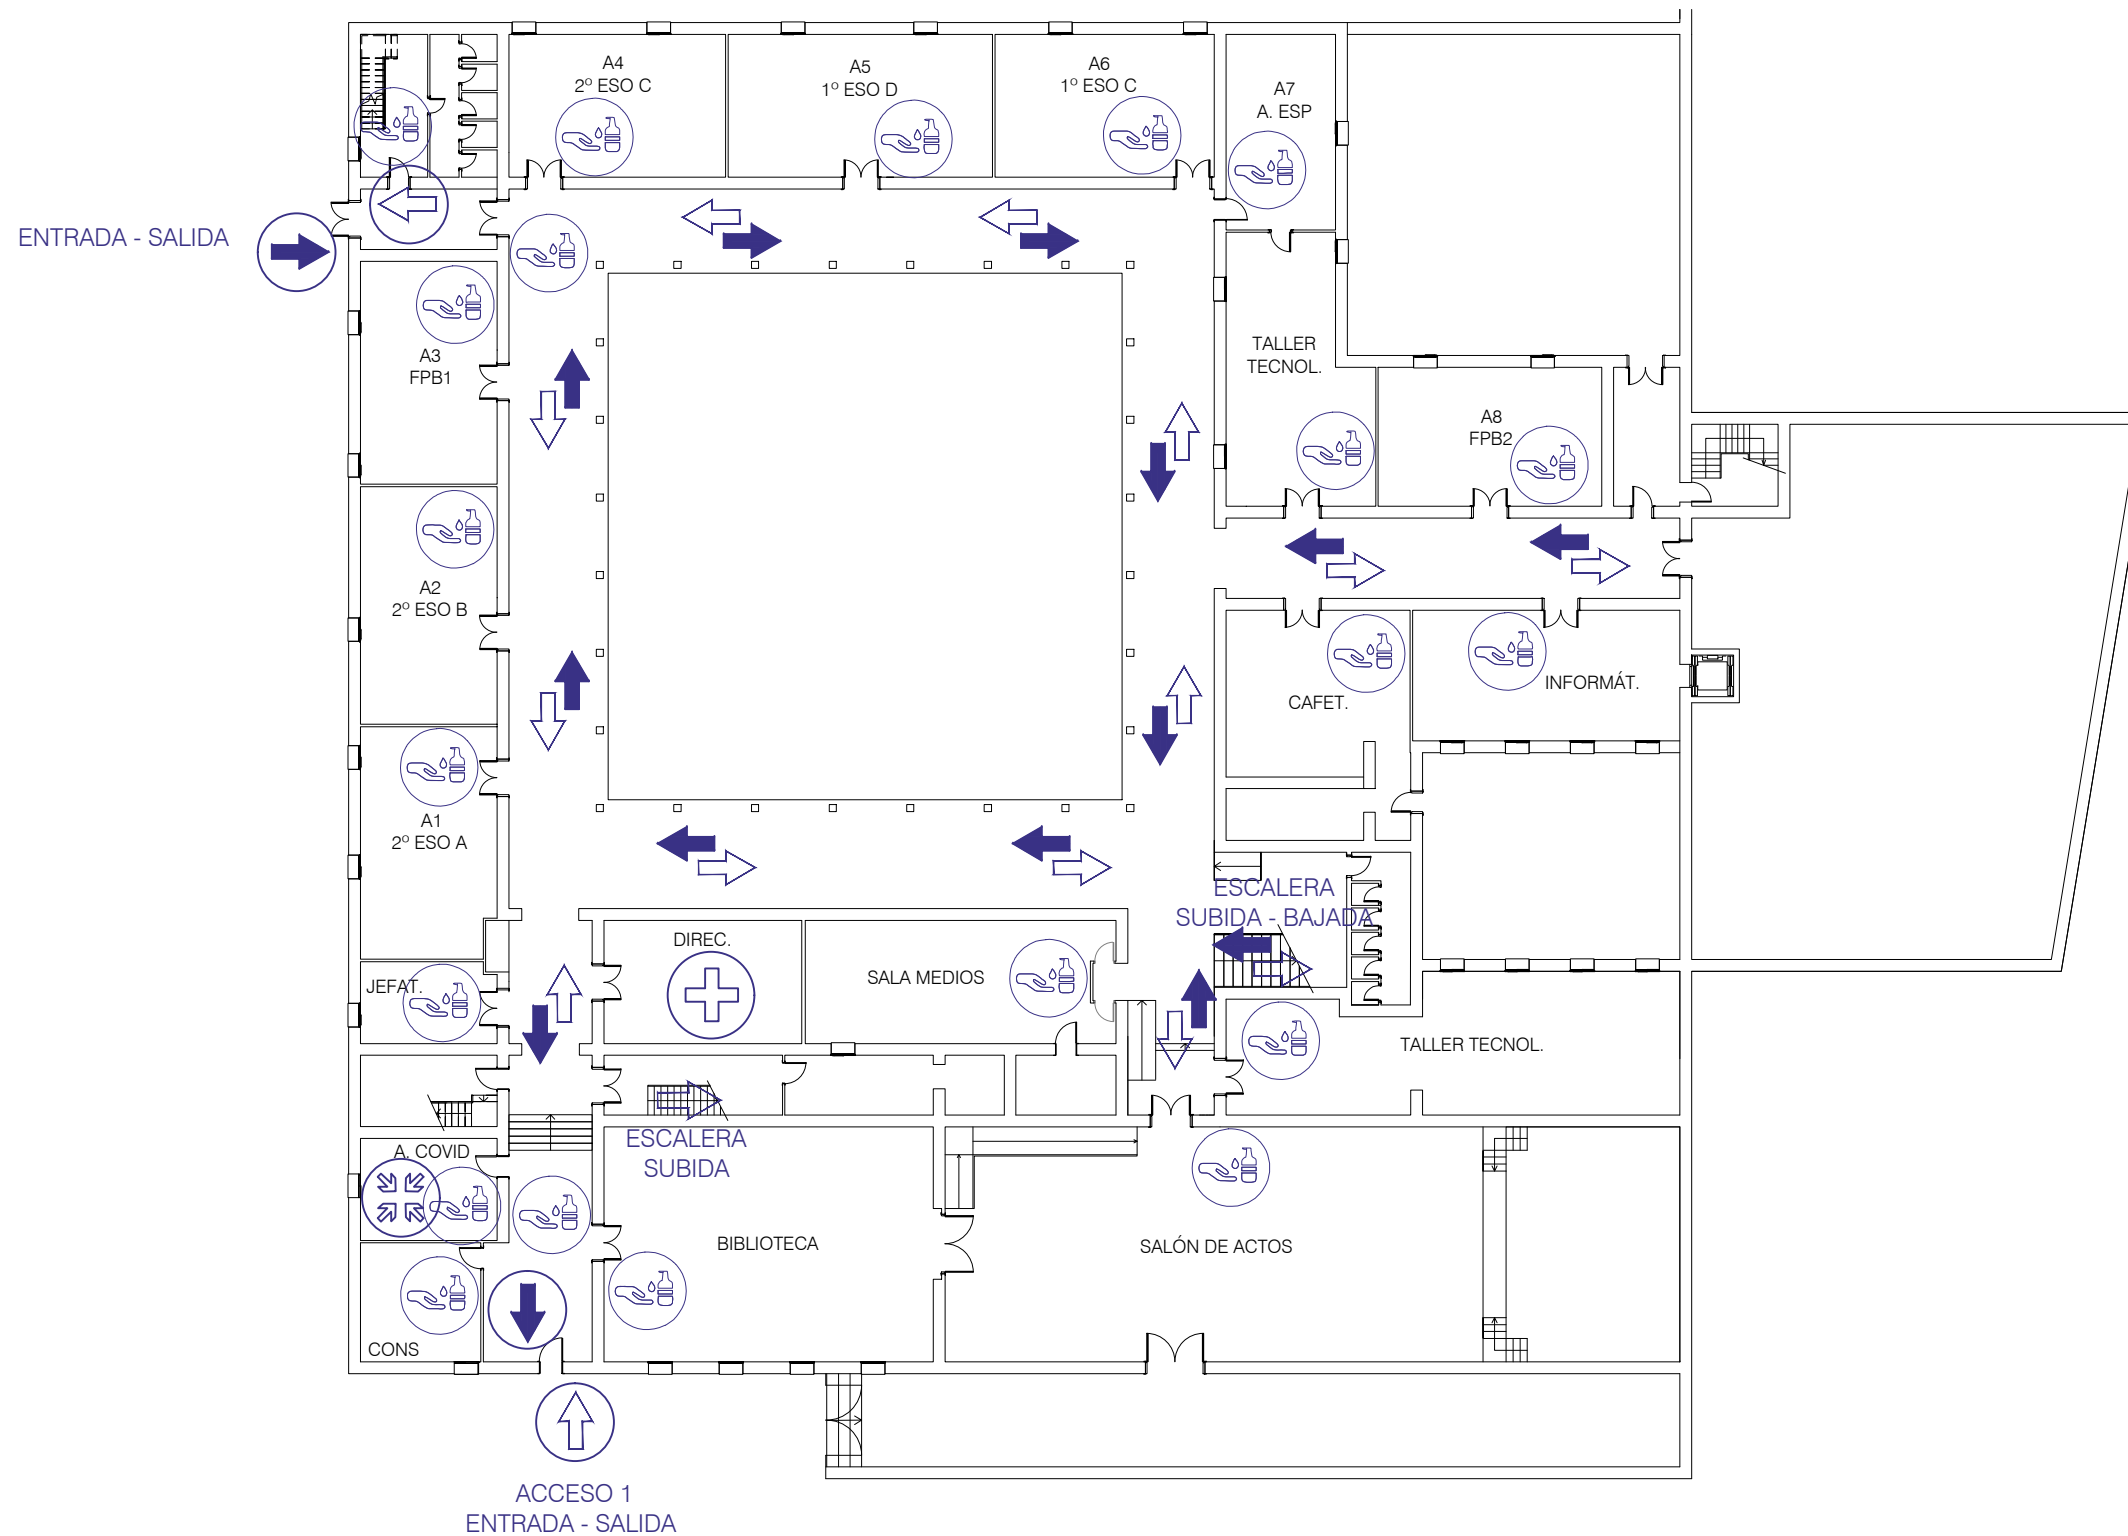 A4
2º ESO C
A5
1º ESO D
A6
1º ESO C
A7
A. ESP
ENTRADA - SALIDA
A3
FPB1
TALLER
TECNOL.
A8
FPB2
A2
2º ESO B
CAFET.
INFORMÁT.
A1
2º ESO A
ESCALERA
SUBIDA - BAJADA
DIREC.
SALA MEDIOS
JEFAT.
TALLER TECNOL.
ESCALERA
SUBIDA
A. COVID
BIBLIOTECA
SALÓN DE ACTOS
CONS
ACCESO 1
ENTRADA - SALIDA